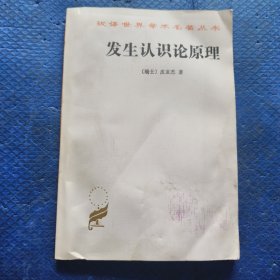 汉译世界学术名著丛书
发生认识论原理
〔瑞士〕皮亚杰 著